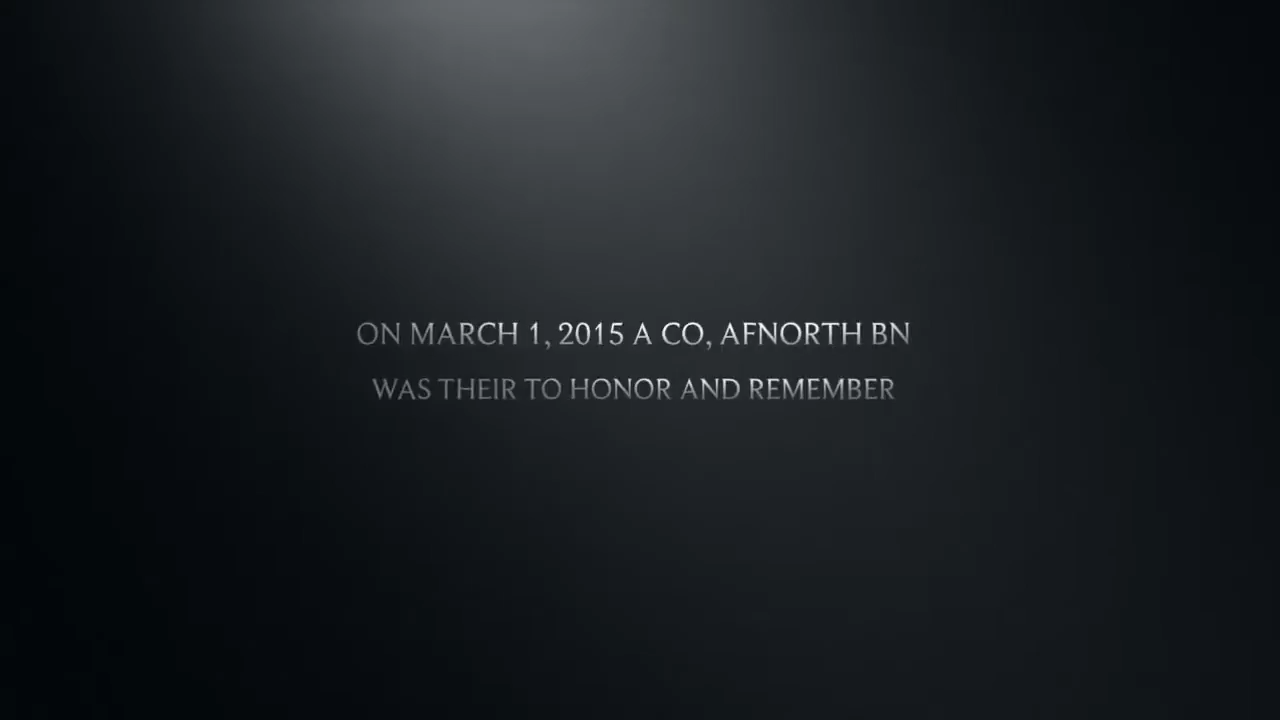 ON MARCH 1, 2015 A CO, AFNORTH BN
WAS THEIR TO HONOR AND REMEMBER